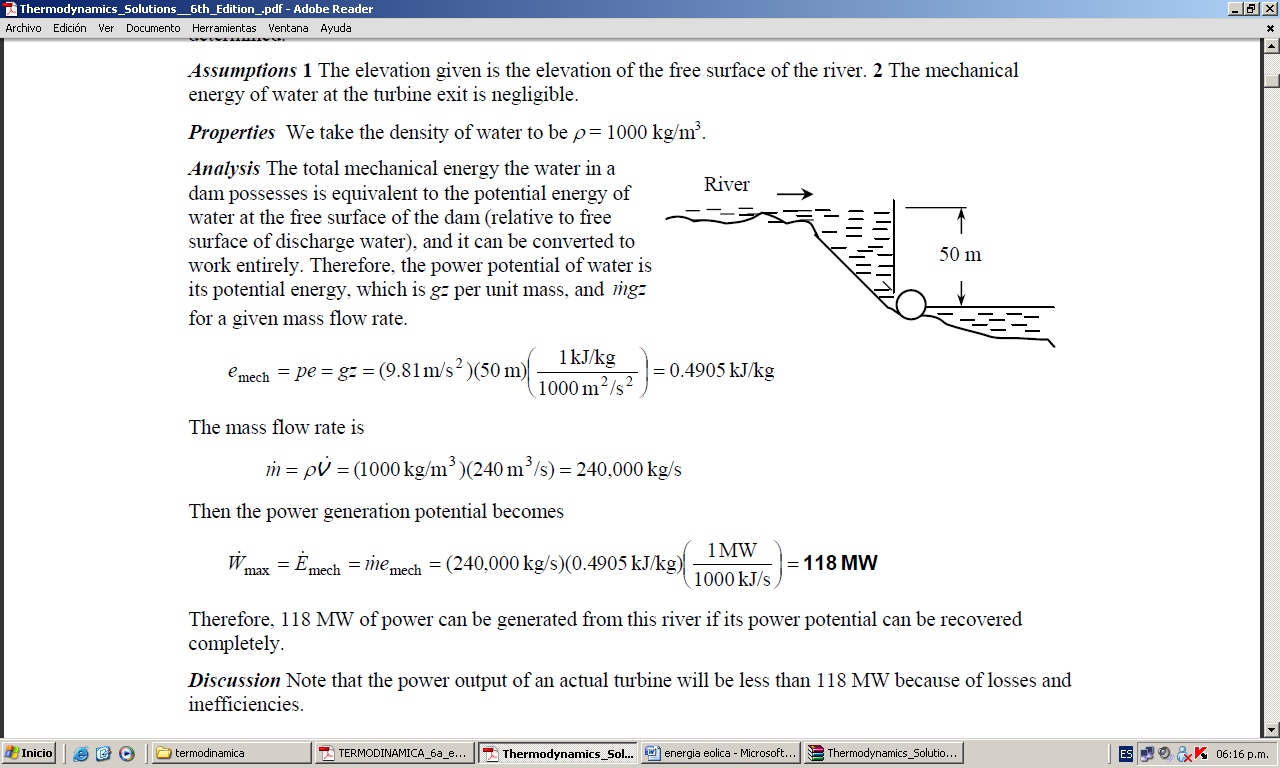 Thermodynamics_Solutions__6th_Edition_.pdf - Adobe Reader
Archivo Edición Ver Documento Herramientas Ventana Ayuda
determined.
Assumptions 1 The elevation given is the elevation of the free surface of the river. 2 The mechanical
energy of water at the turbine exit is negligible.
Properties We take the density of water to be ρ = 1000 kg/m³.
Analysis The total mechanical energy the water in a
dam possesses is equivalent to the potential energy of
water at the free surface of the dam (relative to free
surface of discharge water), and it can be converted to
work entirely. Therefore, the power potential of water is
its potential energy, which is gz per unit mass, and ṁgz
for a given mass flow rate.
River
50 m
e_mech = pe = gz = (9.81 m/s²)(50 m)(1 kJ/kg / 1000 m²/s²) = 0.4905 kJ/kg
The mass flow rate is
ṁ = ρV̇ = (1000 kg/m³)(240 m³/s) = 240,000 kg/s
Then the power generation potential becomes
Ẇ_max = Ė_mech = ṁe_mech = (240,000 kg/s)(0.4905 kJ/kg)(1 MW / 1000 kJ/s) = 118 MW
Therefore, 118 MW of power can be generated from this river if its power potential can be recovered
completely.
Discussion Note that the power output of an actual turbine will be less than 118 MW because of losses and
inefficiencies.
Inicio termodinamica TERMODINAMICA_6a_e... Thermodynamics_Sol... energia eolica - Microsoft... Thermodynamics_Solutio... ES 06:16 p.m.